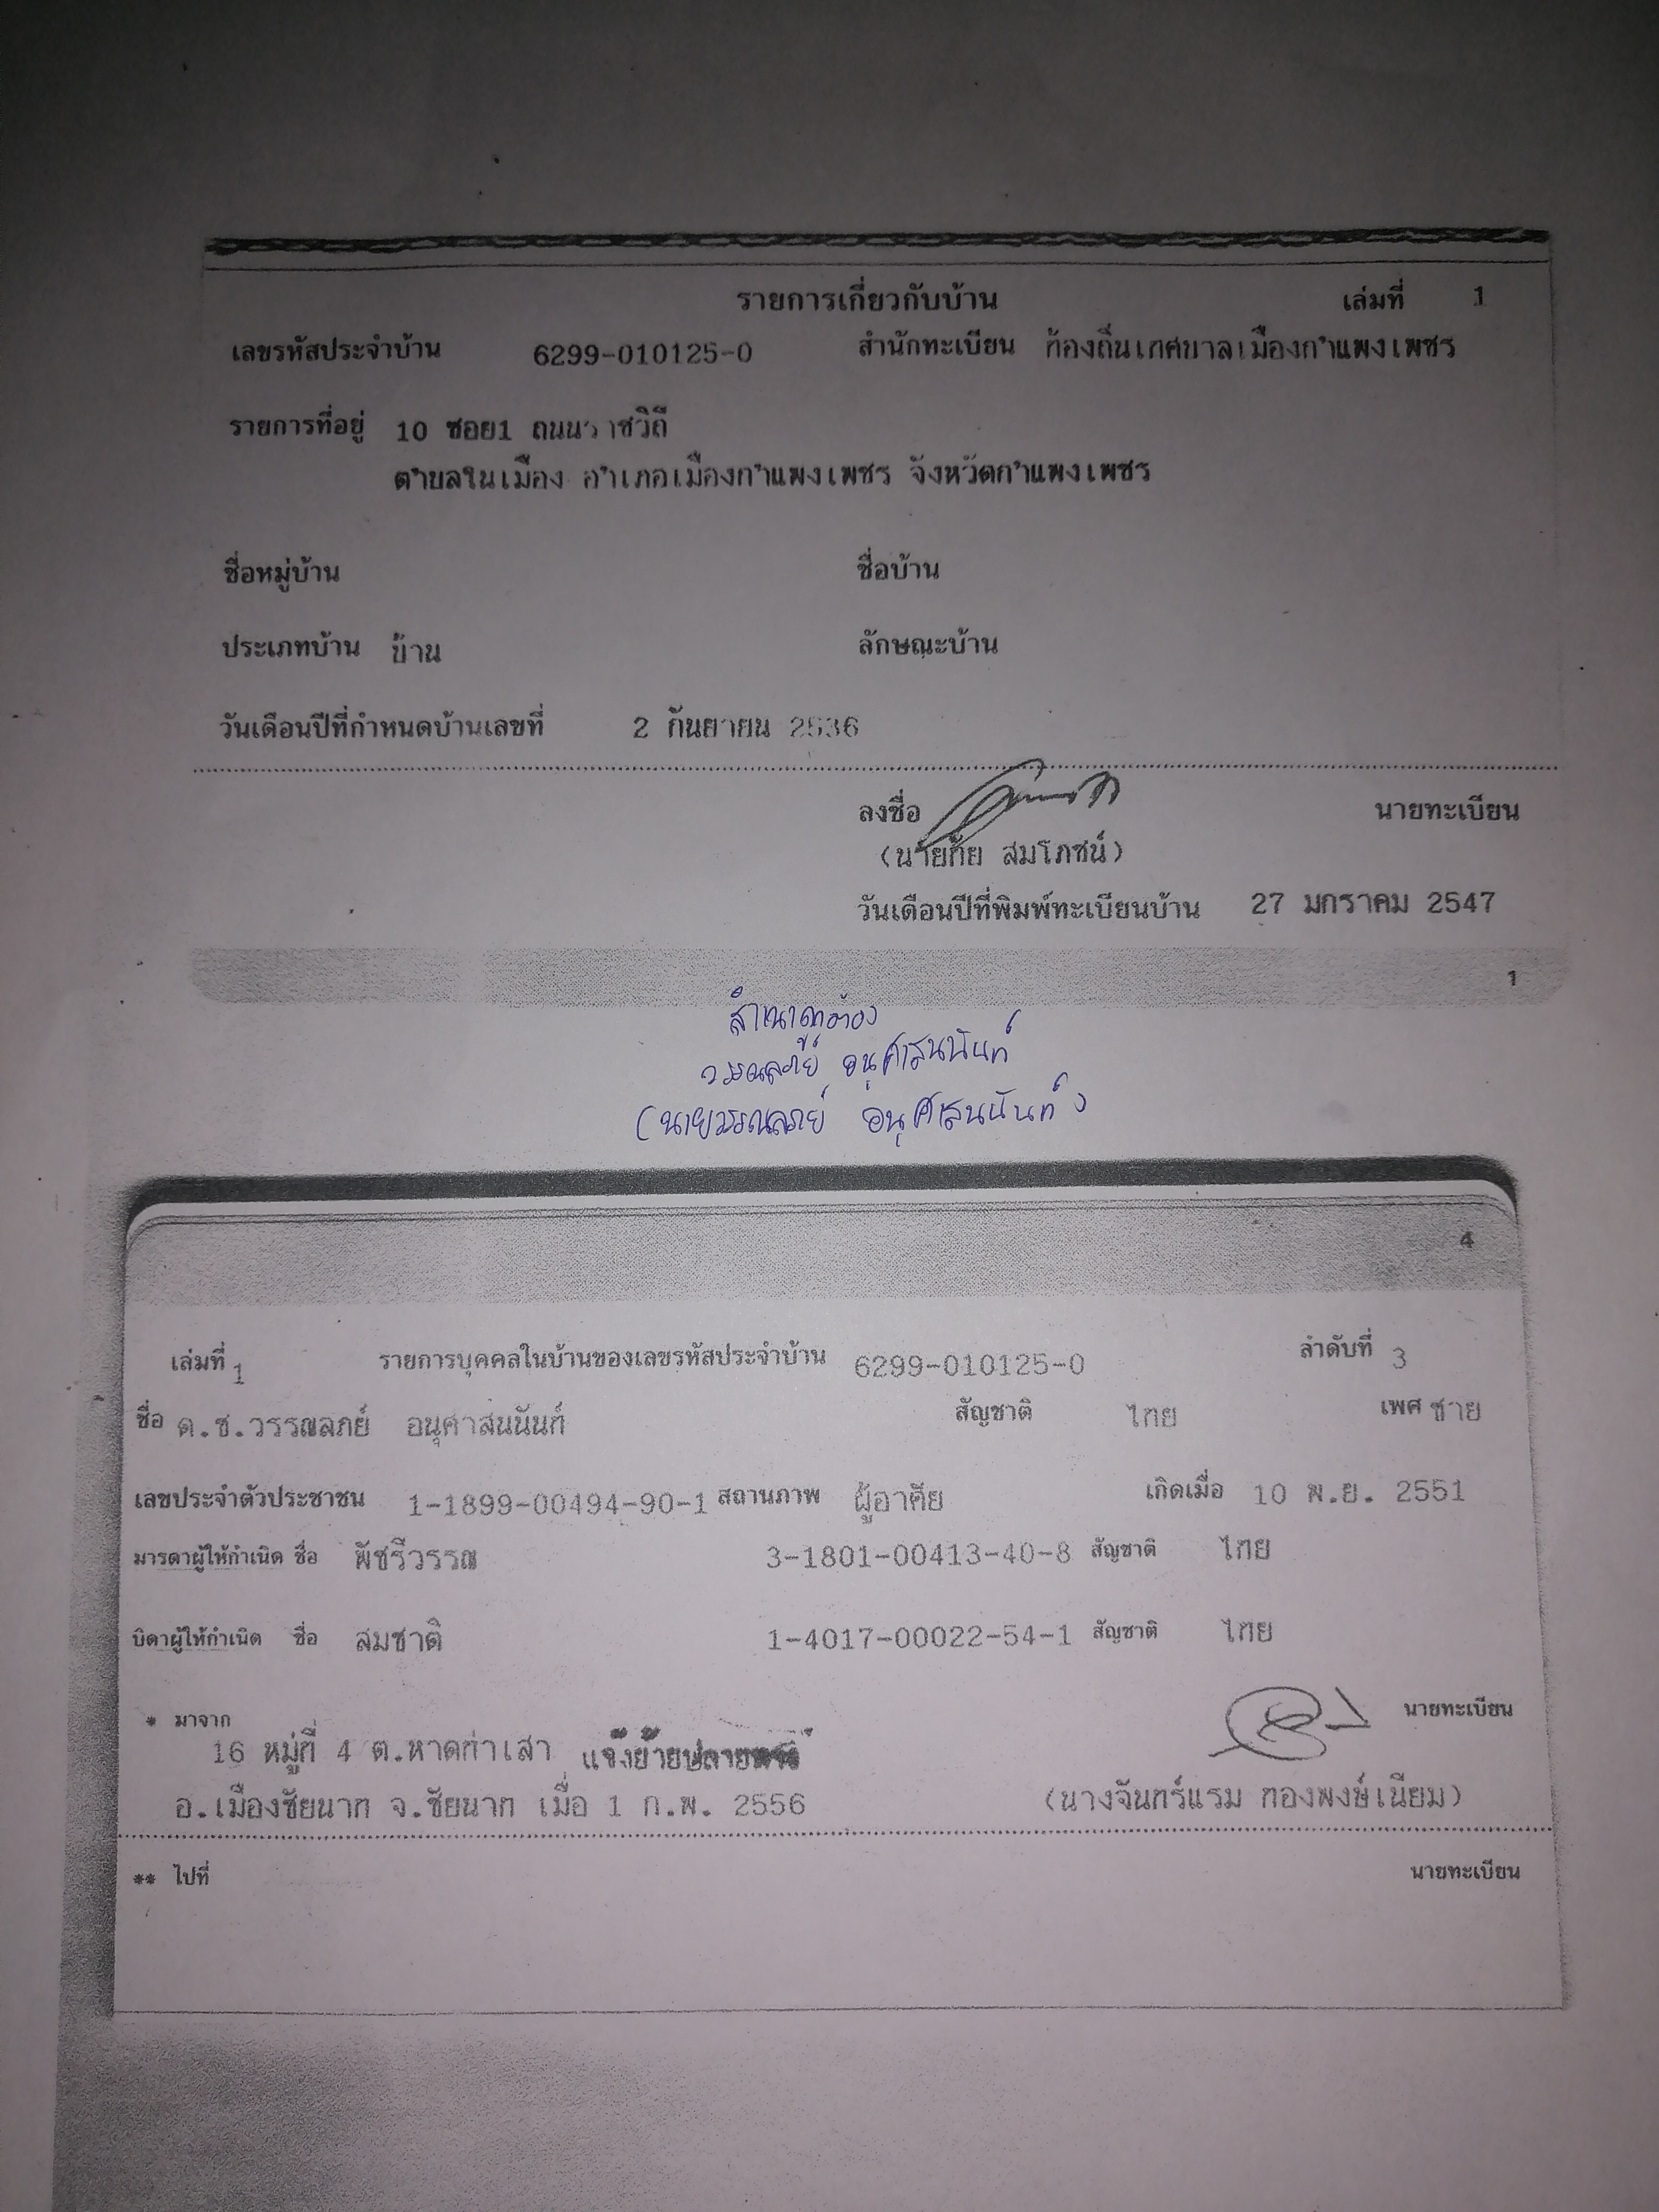 รายการเกี่ยวกับบ้าน เล่มที่ 1
เลขรหัสประจำบ้าน 6299-010125-0 สำนักทะเบียน ท้องถิ่นเทศบาลเมืองกำแพงเพชร
รายการที่อยู่ 10 ซอย1 ถนนราชวิถี
ตำบลในเมือง อำเภอเมืองกำแพงเพชร จังหวัดกำแพงเพชร
ชื่อหมู่บ้าน ชื่อบ้าน
ประเภทบ้าน บ้าน ลักษณะบ้าน
วันเดือนปีที่กำหนดบ้านเลขที่ 2 กันยายน 2536
ลงชื่อ นายทะเบียน
สมโภชน์)
วันเดือนปีที่พิมพ์ทะเบียนบ้าน 27 มกราคม 2547
1
สำเนาถูกต้อง
วรรณลภย์ อนุศาสนนันท์
(นายวรรณลภย์ อนุศาสนนันท์)
4
เล่มที่ 1 รายการบุคคลในบ้านของเลขรหัสประจำบ้าน 6299-010125-0 ลำดับที่ 3
ชื่อ ด.ช.วรรณลภย์ อนุศาสนนันท์ สัญชาติ ไทย เพศ ชาย
เลขประจำตัวประชาชน 1-1899-00494-90-1 สถานภาพ ผู้อาศัย เกิดเมื่อ 10 พ.ย. 2551
มารดาผู้ให้กำเนิด ชื่อ พัชรีวรรณ 3-1801-00413-40-8 สัญชาติ ไทย
บิดาผู้ให้กำเนิด ชื่อ สมชาติ 1-4017-00022-54-1 สัญชาติ ไทย
* มาจาก นายทะเบียน
16 หมู่ที่ 4 ต.หาดท่าเสา แจ้งย้ายปลายทาง
อ.เมืองชัยนาท จ.ชัยนาท เมื่อ 1 ก.พ. 2556 (นางจันทร์แรม ทองพงษ์เนียม)
** ไปที่ นายทะเบียน